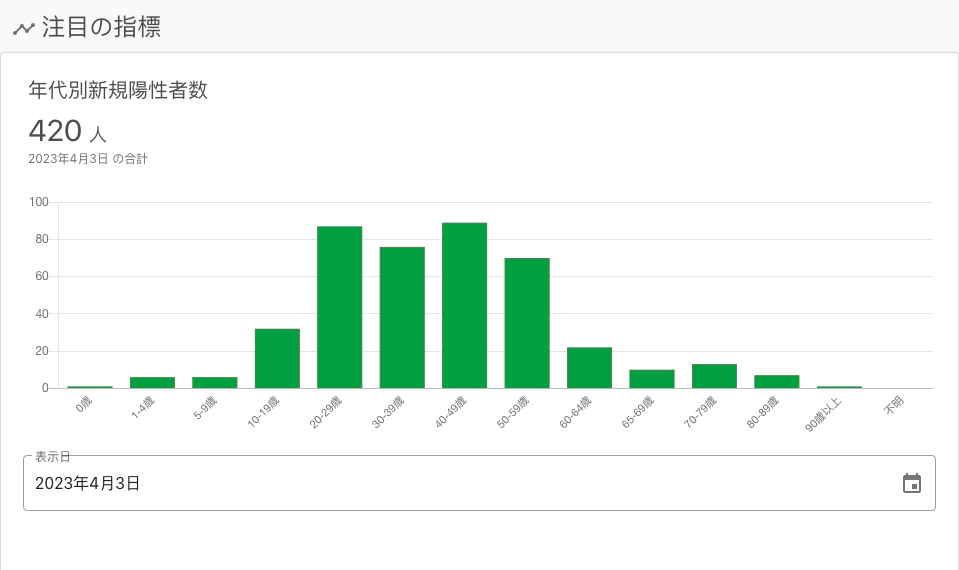 注目の指標
年代別新規陽性者数
420 人
2023年4月3日 の合計
100
80
60
40
20
0
0歳
1-4歳
5-9歳
10-19歳
20-29歳
30-39歳
40-49歳
50-59歳
60-64歳
65-69歳
70-79歳
80-89歳
90歳以上
不明
表示日
2023年4月3日